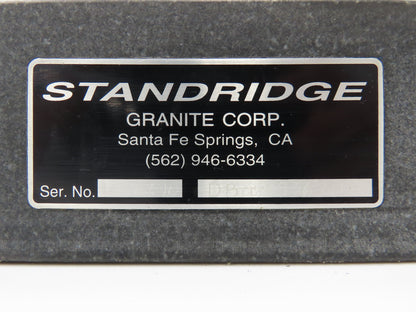 STANDRIDGE
GRANITE CORP.
Santa Fe Springs, CA
(562) 946-6334
Ser. No.